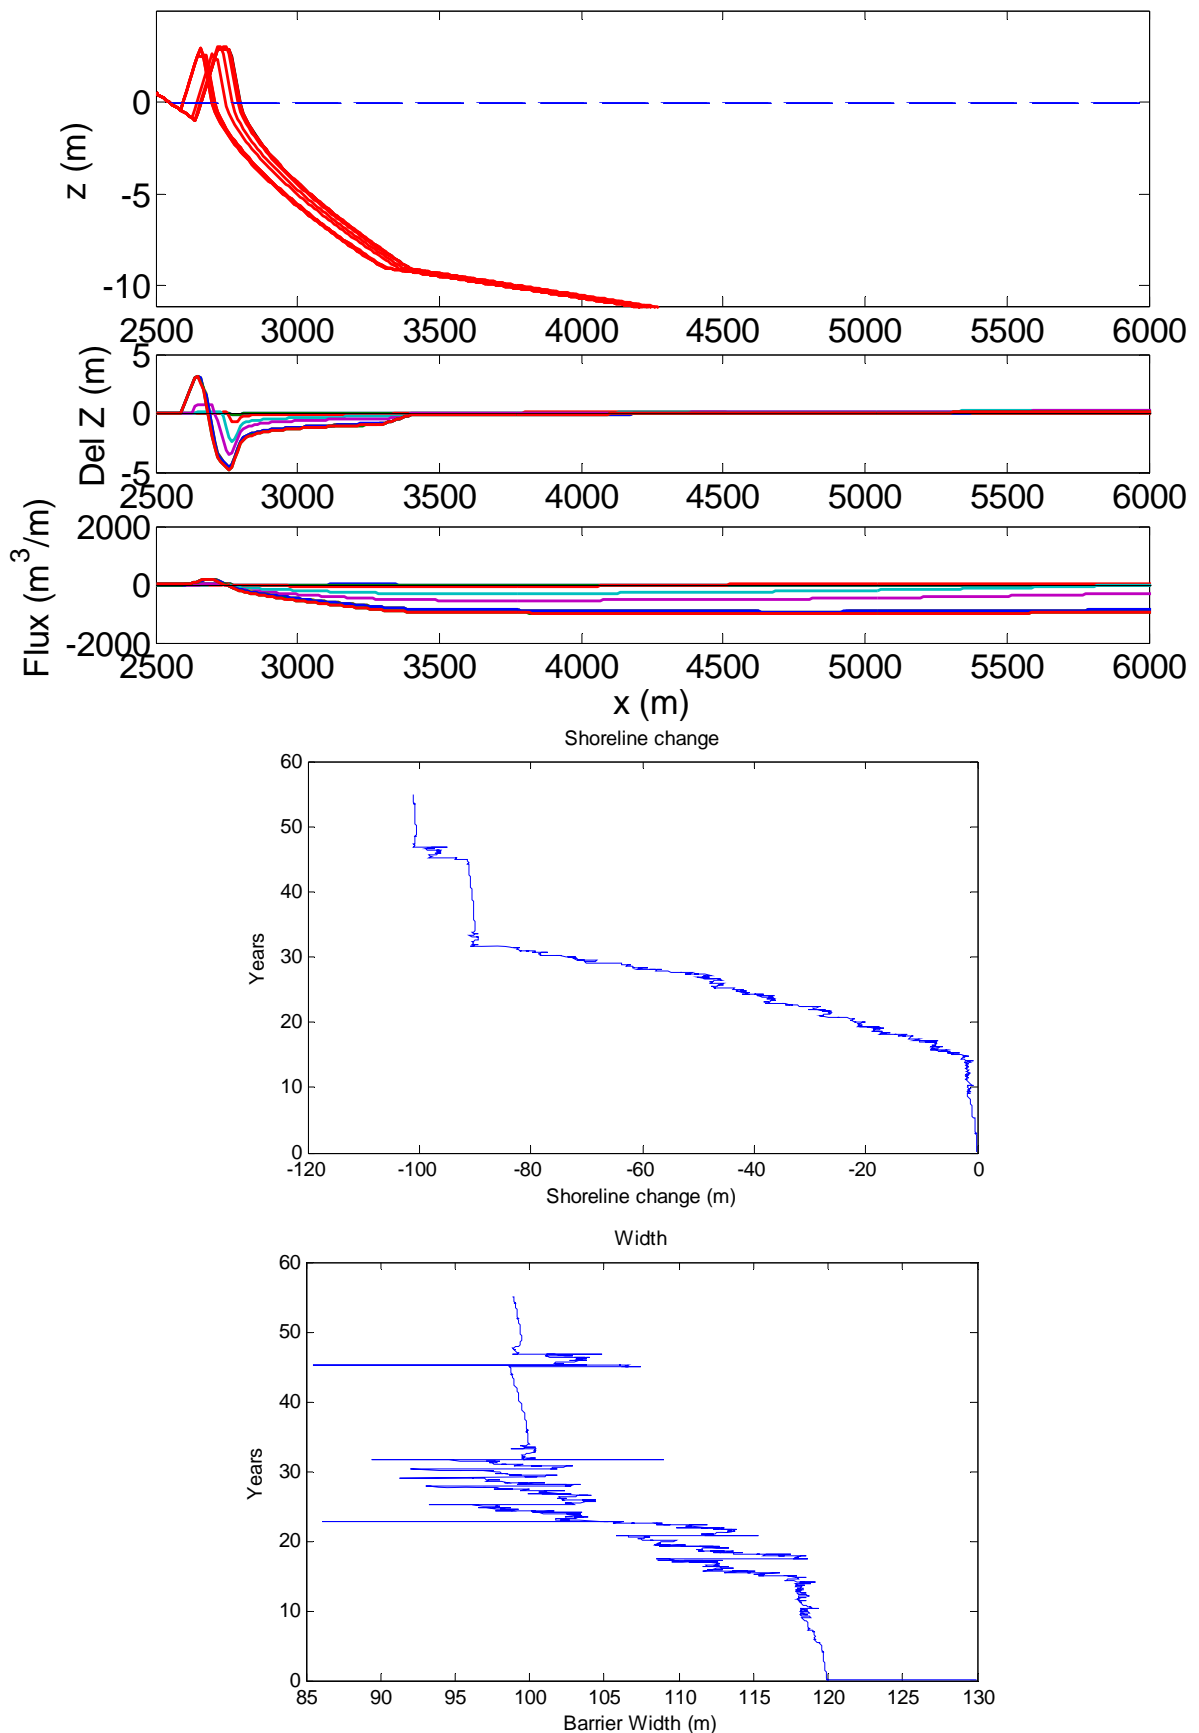 z (m)
0
-5
-10
2500 3000 3500 4000 4500 5000 5500 6000
Del Z (m)
5
0
-5
2500 3000 3500 4000 4500 5000 5500 6000
Flux (m³/m)
2000
0
-2000
2500 3000 3500 4000 4500 5000 5500 6000
x (m)
Shoreline change
Years
60
50
40
30
20
10
0
-120 -100 -80 -60 -40 -20 0
Shoreline change (m)
Width
Years
60
50
40
30
20
10
0
85 90 95 100 105 110 115 120 125 130
Barrier Width (m)